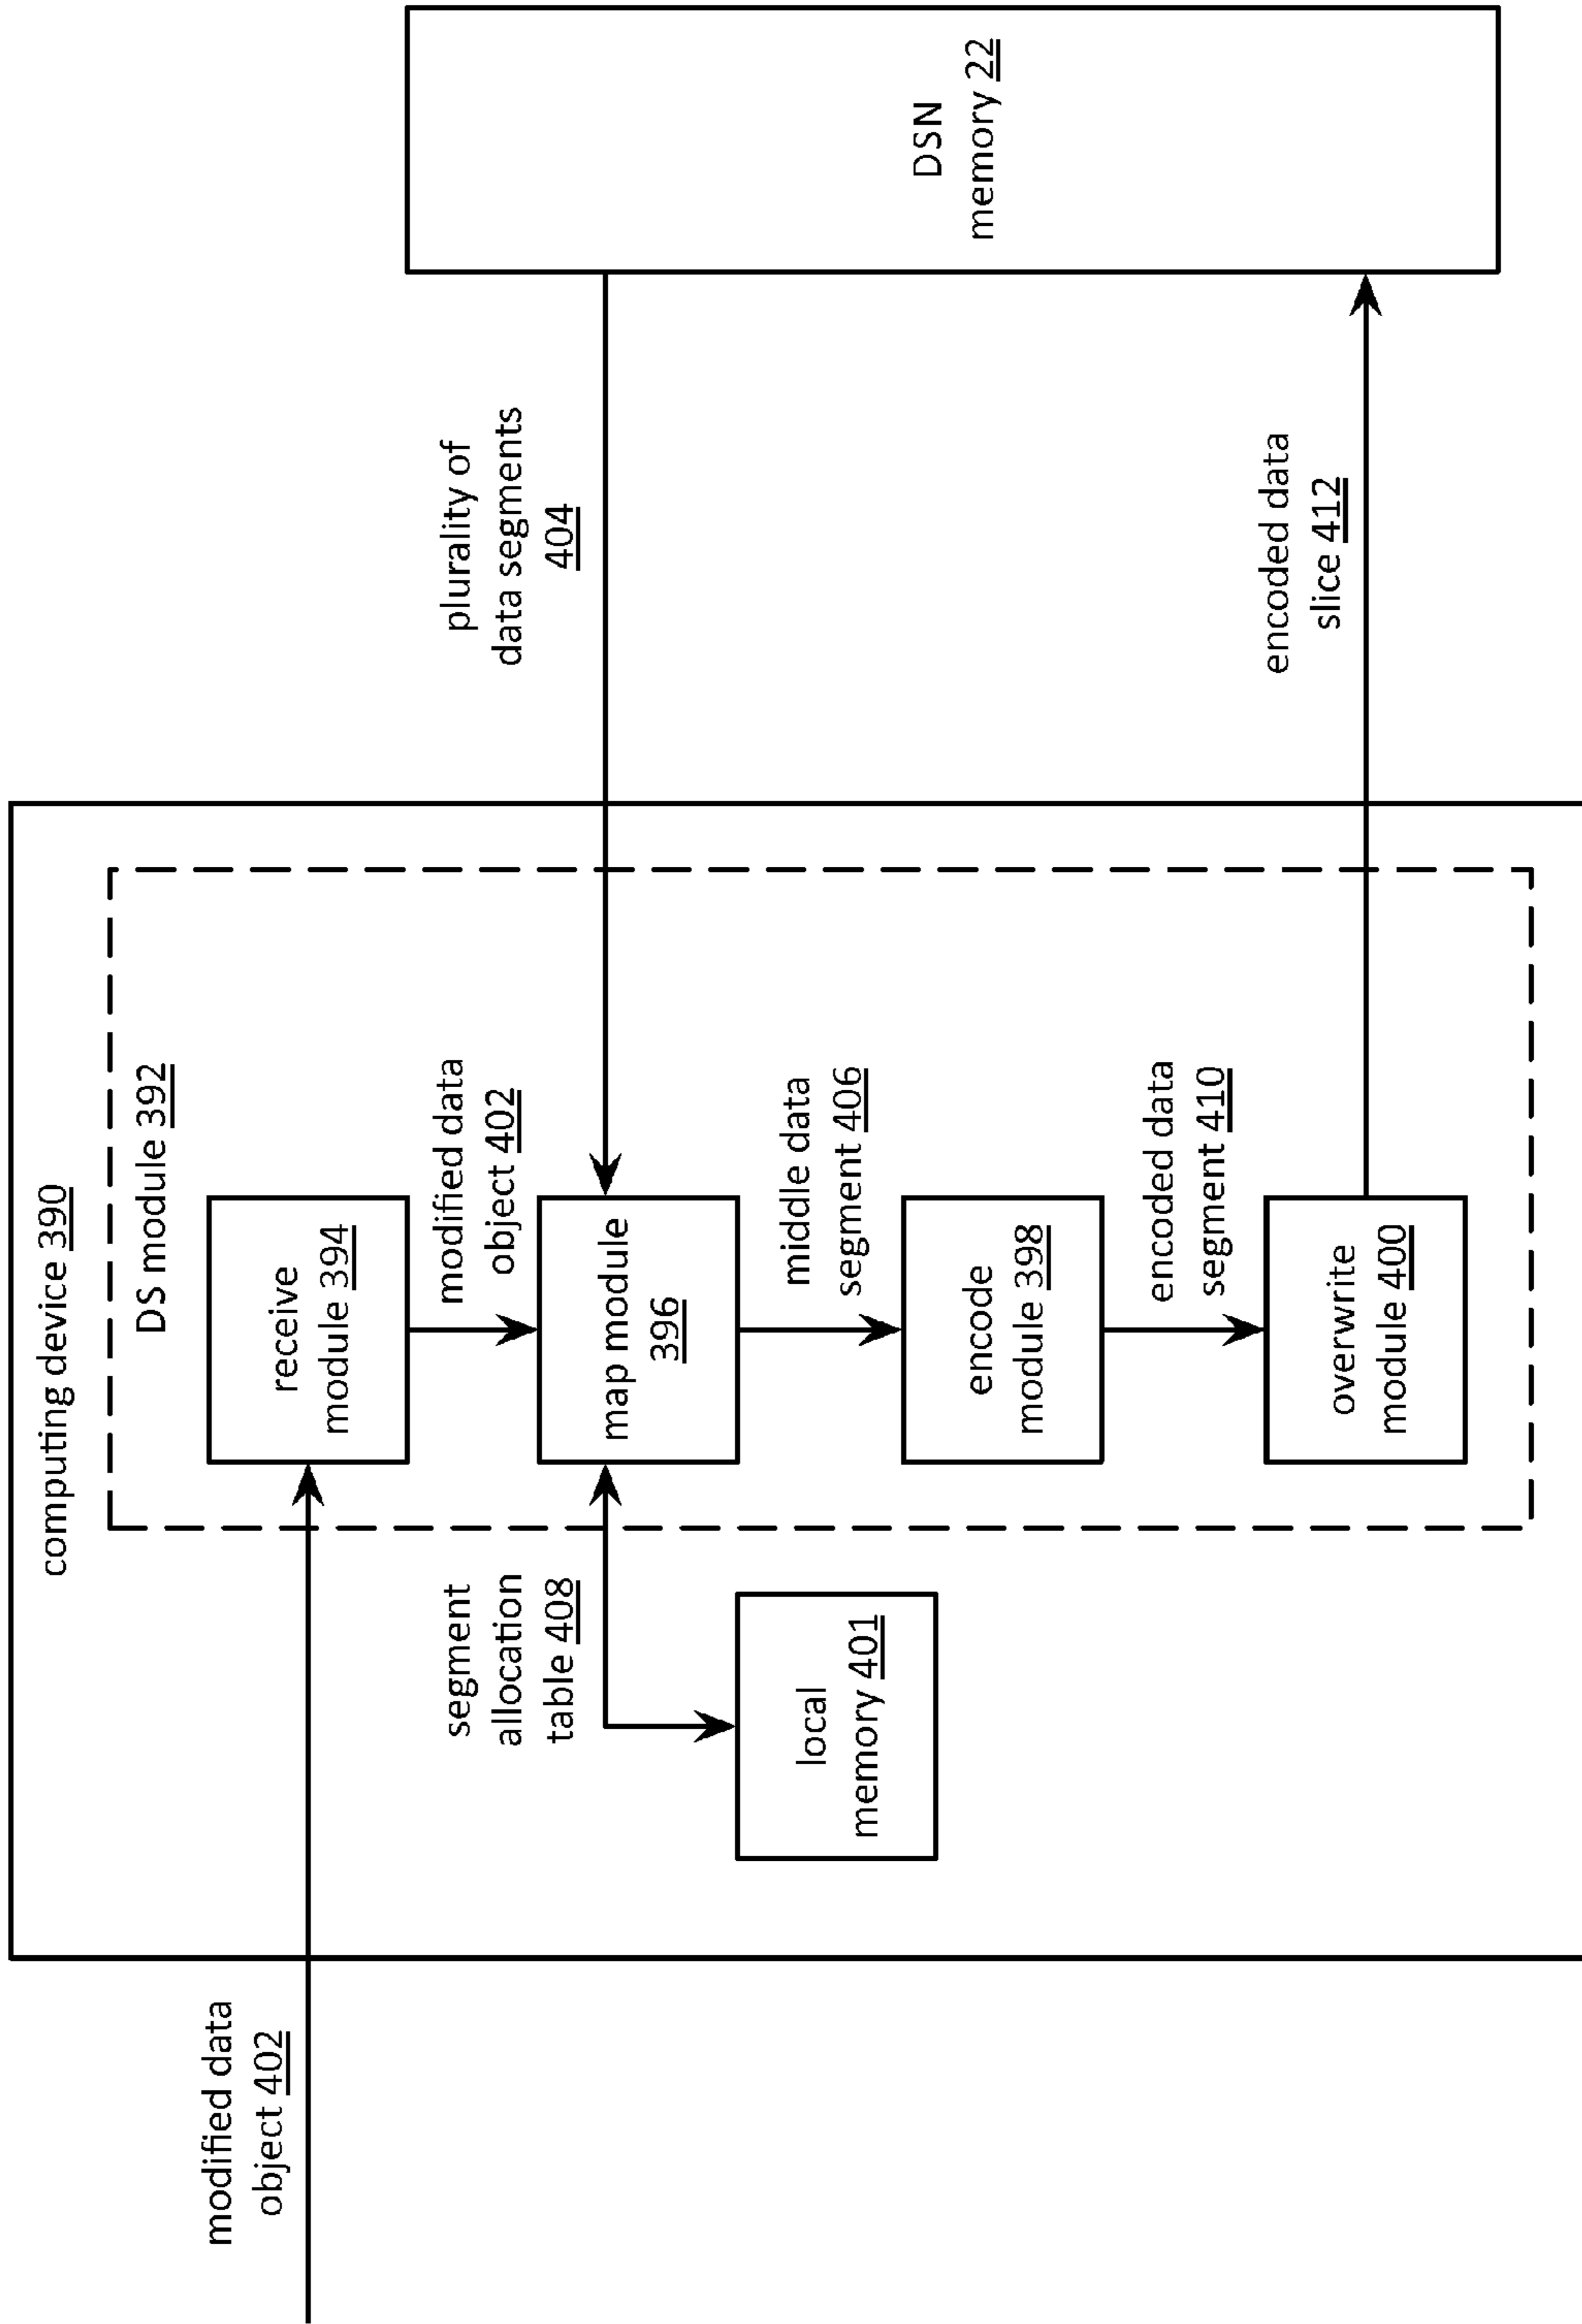 computing device 390
DS module 392
modified data
object 402
receive
module 394
modified data
object 402
segment
allocation
table 408
map module
396
plurality of
data segments
404
local
memory 401
middle data
segment 406
encode
module 398
encoded data
segment 410
overwrite
module 400
encoded data
slice 412
DSN
memory 22